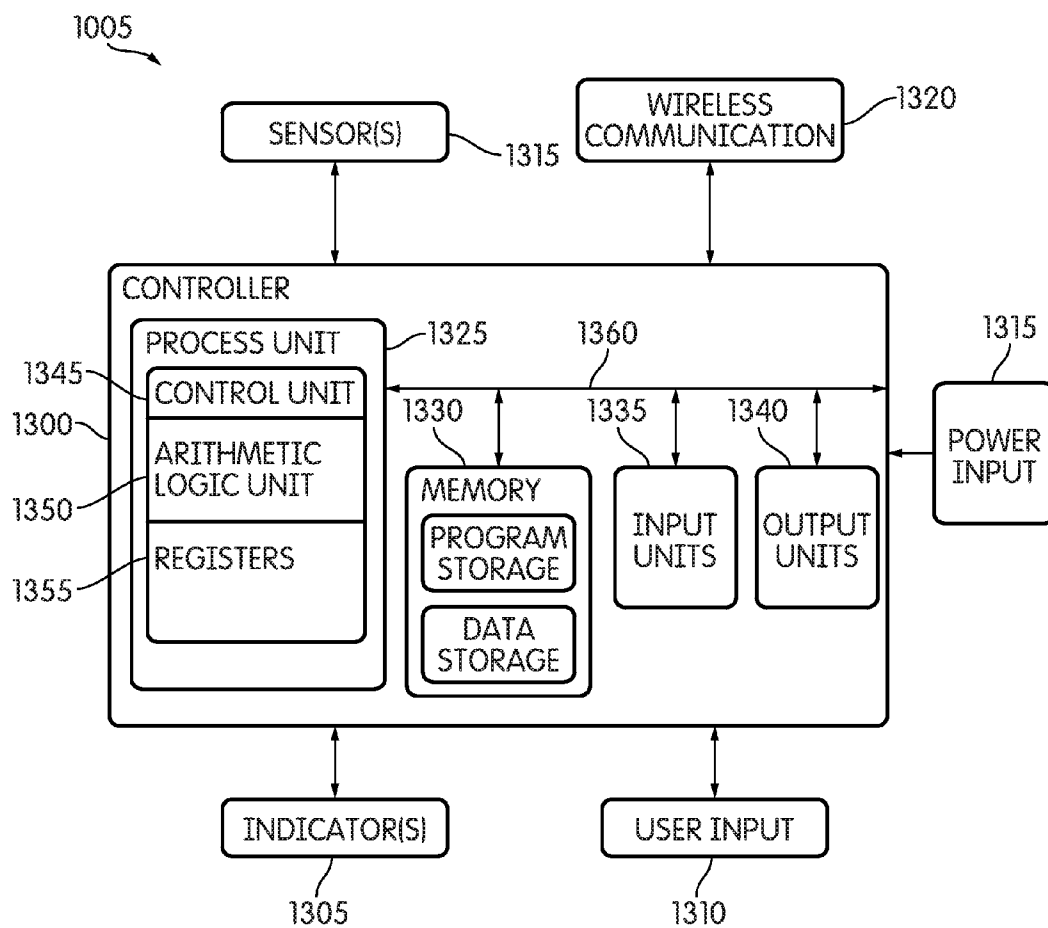 1005
SENSOR(S)
1315
WIRELESS
COMMUNICATION
1320
CONTROLLER
PROCESS UNIT
1325
1345
CONTROL UNIT
1300
ARITHMETIC
LOGIC UNIT
1350
REGISTERS
1355
1360
1330
MEMORY
PROGRAM
STORAGE
DATA
STORAGE
1335
INPUT
UNITS
1340
OUTPUT
UNITS
1315
POWER
INPUT
INDICATOR(S)
1305
USER INPUT
1310